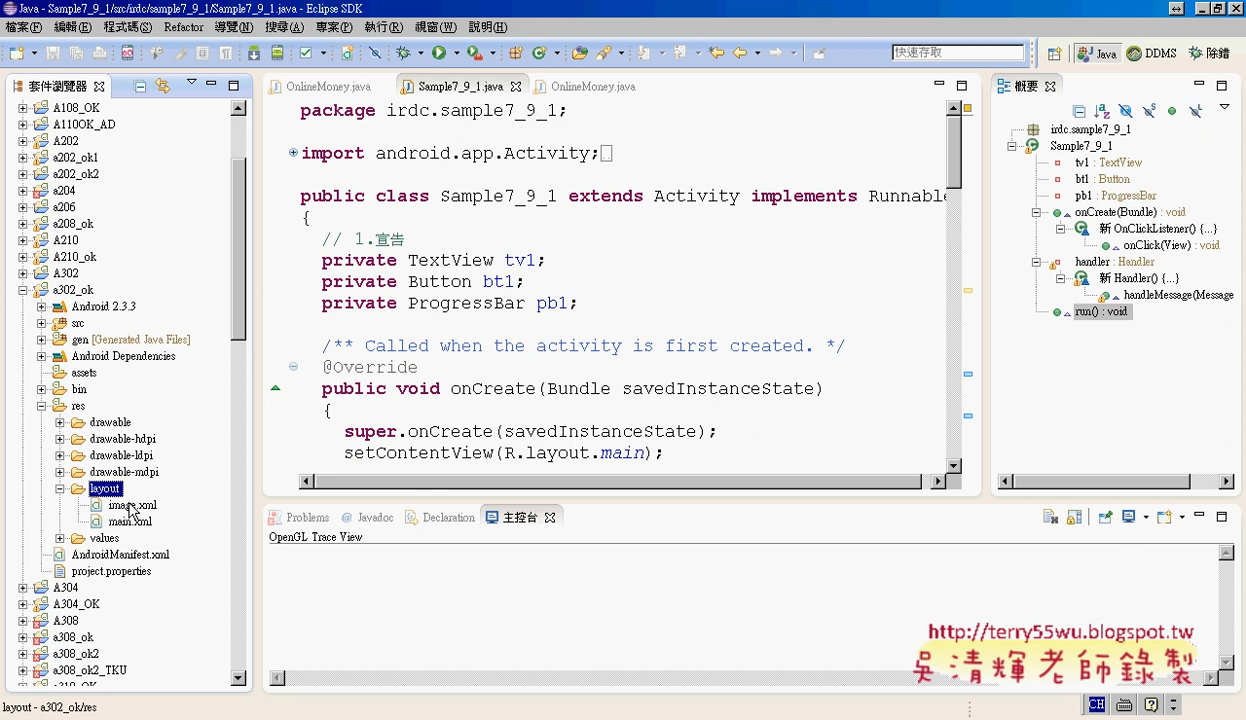 Java - Sample7_9_1/src/irdc/sample7_9_1/Sample7_9_1.java - Eclipse SDK
檔案(F) 編輯(E) 程式碼(S) Refactor 導覽(N) 搜尋(A) 專案(P) 執行(R) 視窗(W) 說明(H)
快速存取 Java DDMS 除錯
套件瀏覽器
A108_OK
A110OK_AD
A202
a202_ok1
a202_ok2
a204
a206
a208_ok
A210
A210_ok
A302
a302_ok
Android 2.3.3
src
gen [Generated Java Files]
Android Dependencies
assets
bin
res
drawable
drawable-hdpi
drawable-ldpi
drawable-mdpi
layout
image.xml
main.xml
values
AndroidManifest.xml
project.properties
A304
A304_OK
A308
a308_ok
a308_ok2
a308_ok2_TKU
layout - a302_ok/res
OnlineMoney.java Sample7_9_1.java OnlineMoney.java
package irdc.sample7_9_1;
import android.app.Activity;
public class Sample7_9_1 extends Activity implements Runnable
{
// 1.宣告
private TextView tv1;
private Button bt1;
private ProgressBar pb1;
/** Called when the activity is first created. */
@Override
public void onCreate(Bundle savedInstanceState)
{
super.onCreate(savedInstanceState);
setContentView(R.layout.main);
概要
irdc.sample7_9_1
Sample7_9_1
tv1 : TextView
bt1 : Button
pb1 : ProgressBar
onCreate(Bundle) : void
新 OnClickListener() {...}
onClick(View) : void
handler : Handler
新 Handler() {...}
handleMessage(Message
run() : void
Problems Javadoc Declaration 主控台
OpenGL Trace View
http://terry55wu.blogspot.tw
吳清輝老師錄製
CH